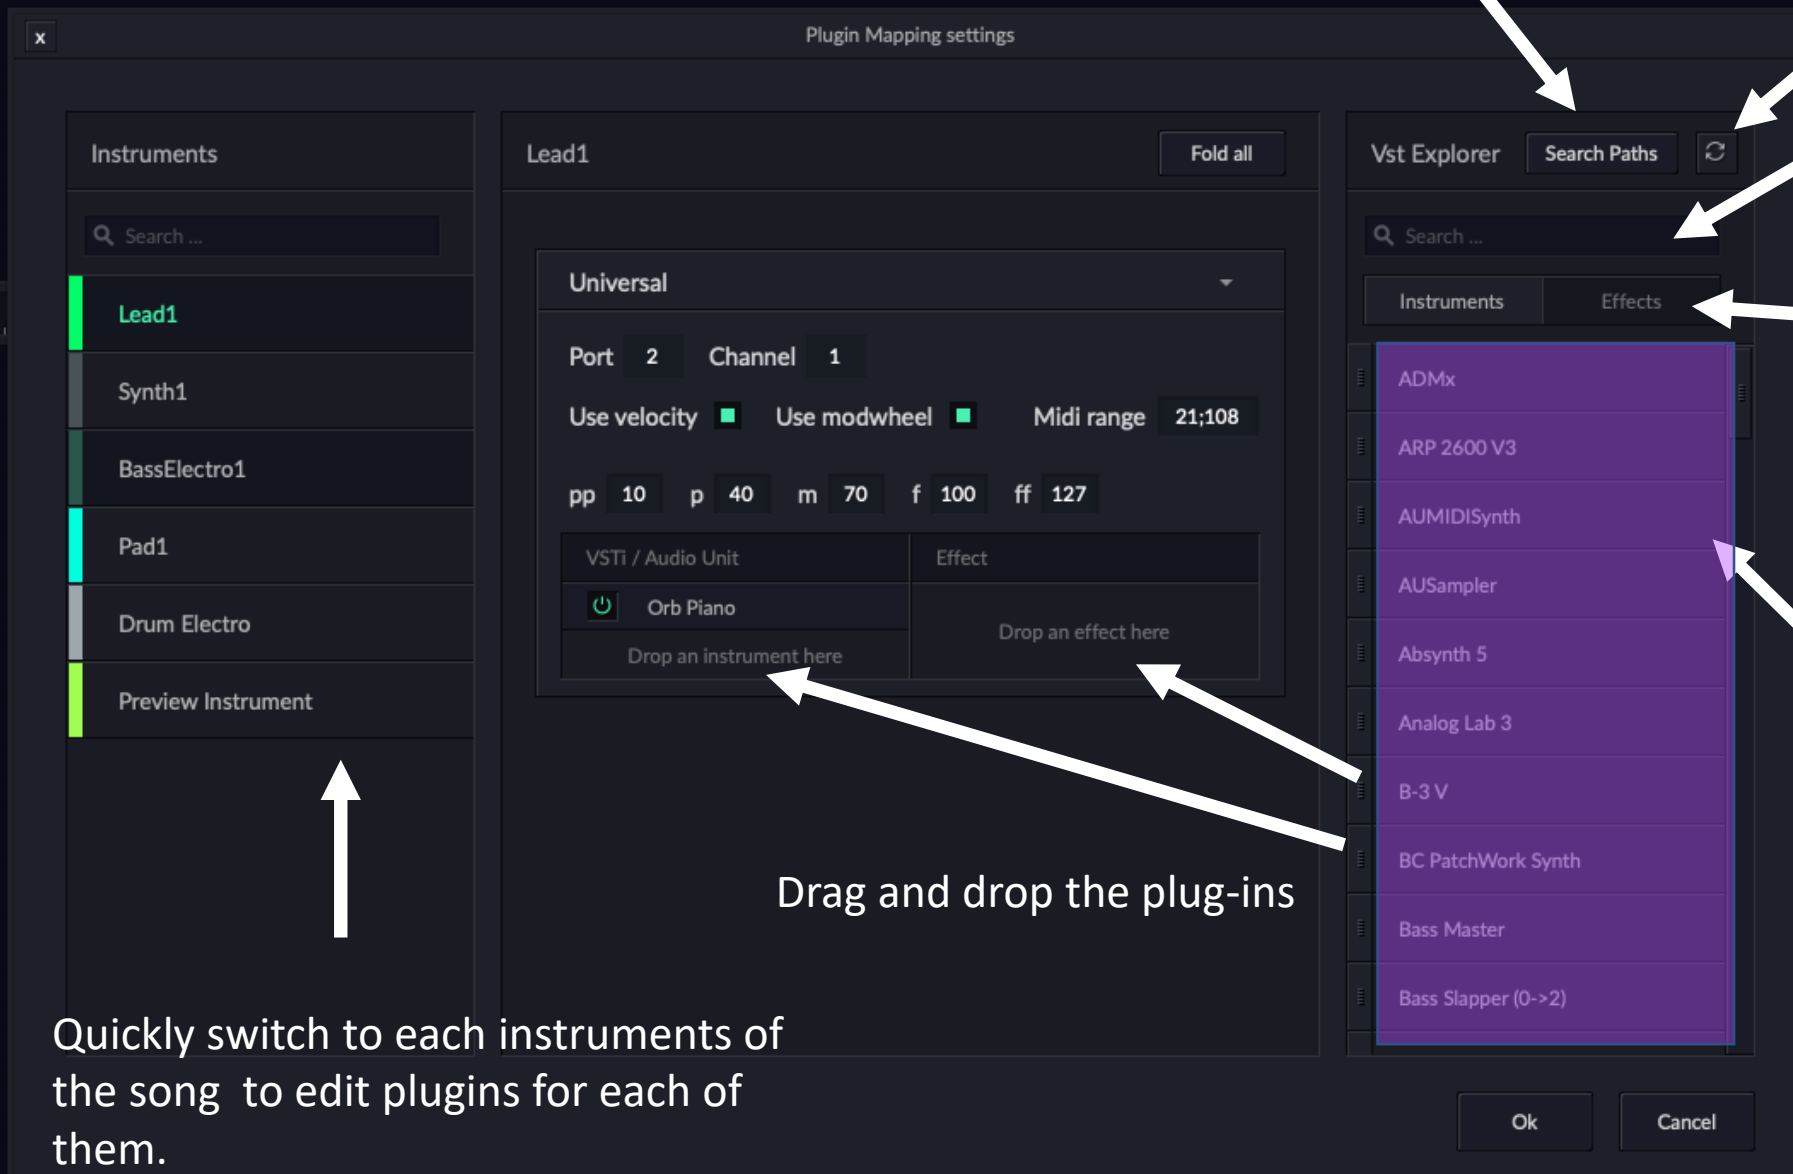 x
Plugin Mapping settings
Instruments
Search ...
Lead1
Synth1
BassElectro1
Pad1
Drum Electro
Preview Instrument
Quickly switch to each instruments of
the song  to edit plugins for each of
them.
Lead1
Fold all
Universal
Port 2 Channel 1
Use velocity Use modwheel Midi range 21;108
pp 10 p 40 m 70 f 100 ff 127
VSTi / Audio Unit Effect
Orb Piano
Drop an instrument here
Drop an effect here
Drag and drop the plug-ins
Vst Explorer Search Paths
Search ...
Instruments Effects
ADMx
ARP 2600 V3
AUMIDISynth
AUSampler
Absynth 5
Analog Lab 3
B-3 V
BC PatchWork Synth
Bass Master
Bass Slapper (0->2)
Ok Cancel